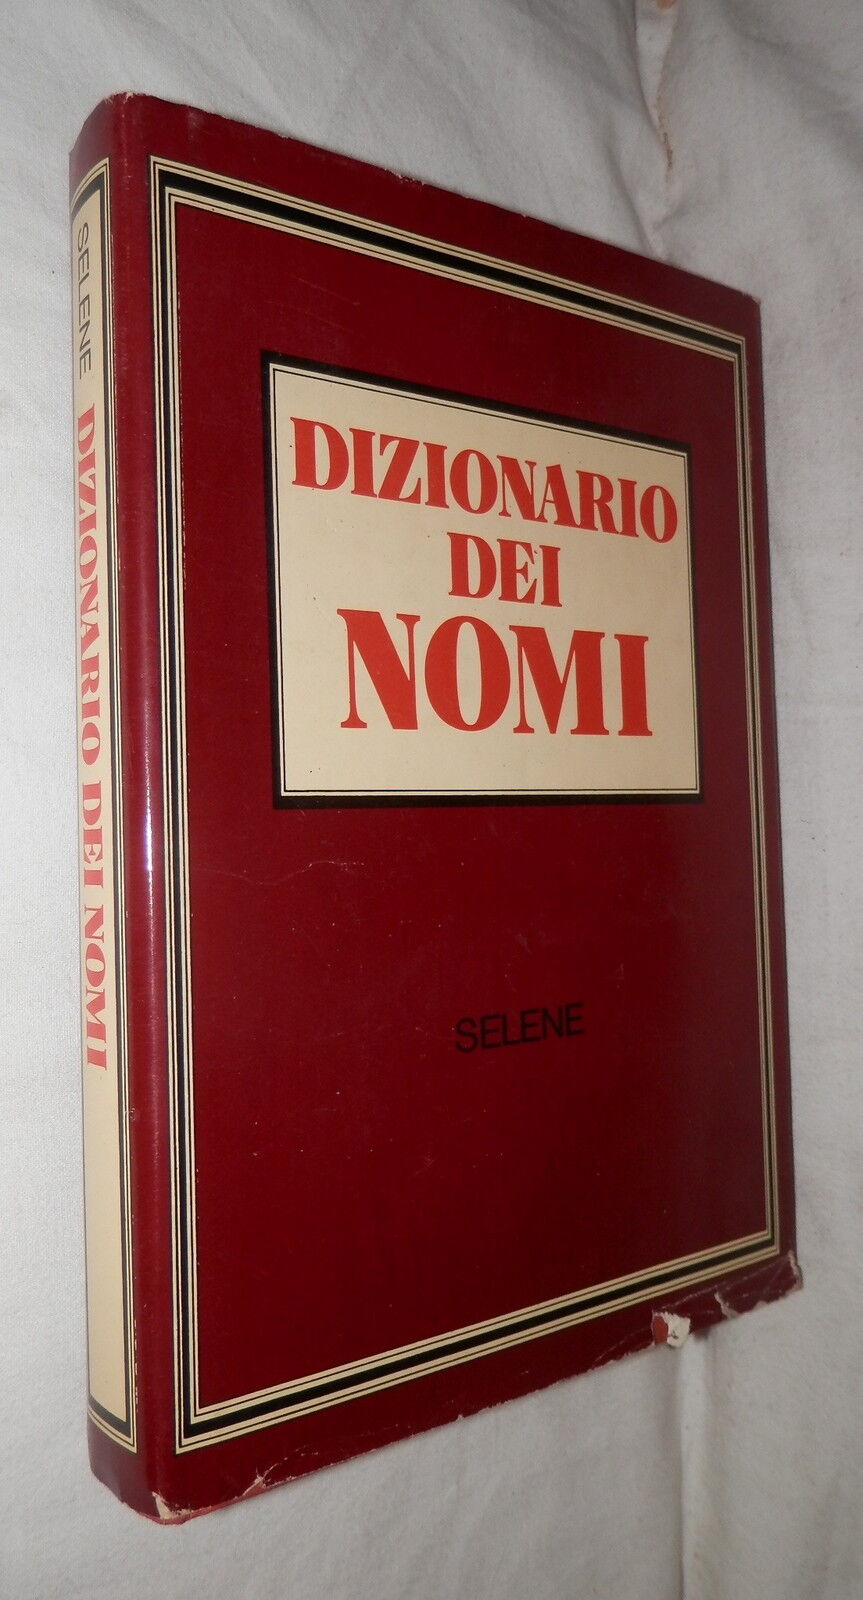 SELENE DIZIONARIO DEI NOMI
DIZIONARIO
DEI
NOMI
SELENE